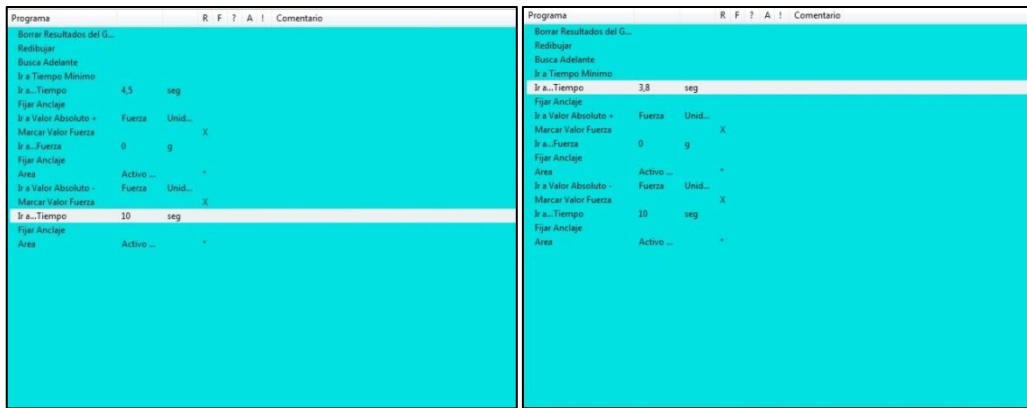 Programa R F ? A ! Comentario
Borrar Resultados del G...
Redibujar
Busca Adelante
Ir a Tiempo Mínimo
Ir a...Tiempo 4,5 seg
Fijar Anclaje
Ir a Valor Absoluto + Fuerza Unid...
Marcar Valor Fuerza X
Ir a...Fuerza 0 g
Fijar Anclaje
Area Activo ... *
Ir a Valor Absoluto - Fuerza Unid...
Marcar Valor Fuerza X
Ir a...Tiempo 10 seg
Fijar Anclaje
Area Activo ... *
Programa R F ? A ! Comentario
Borrar Resultados del G...
Redibujar
Busca Adelante
Ir a Tiempo Mínimo
Ir a...Tiempo 3,8 seg
Fijar Anclaje
Ir a Valor Absoluto + Fuerza Unid...
Marcar Valor Fuerza X
Ir a...Fuerza 0 g
Fijar Anclaje
Area Activo ... *
Ir a Valor Absoluto - Fuerza Unid...
Marcar Valor Fuerza X
Ir a...Tiempo 10 seg
Fijar Anclaje
Area Activo ... *